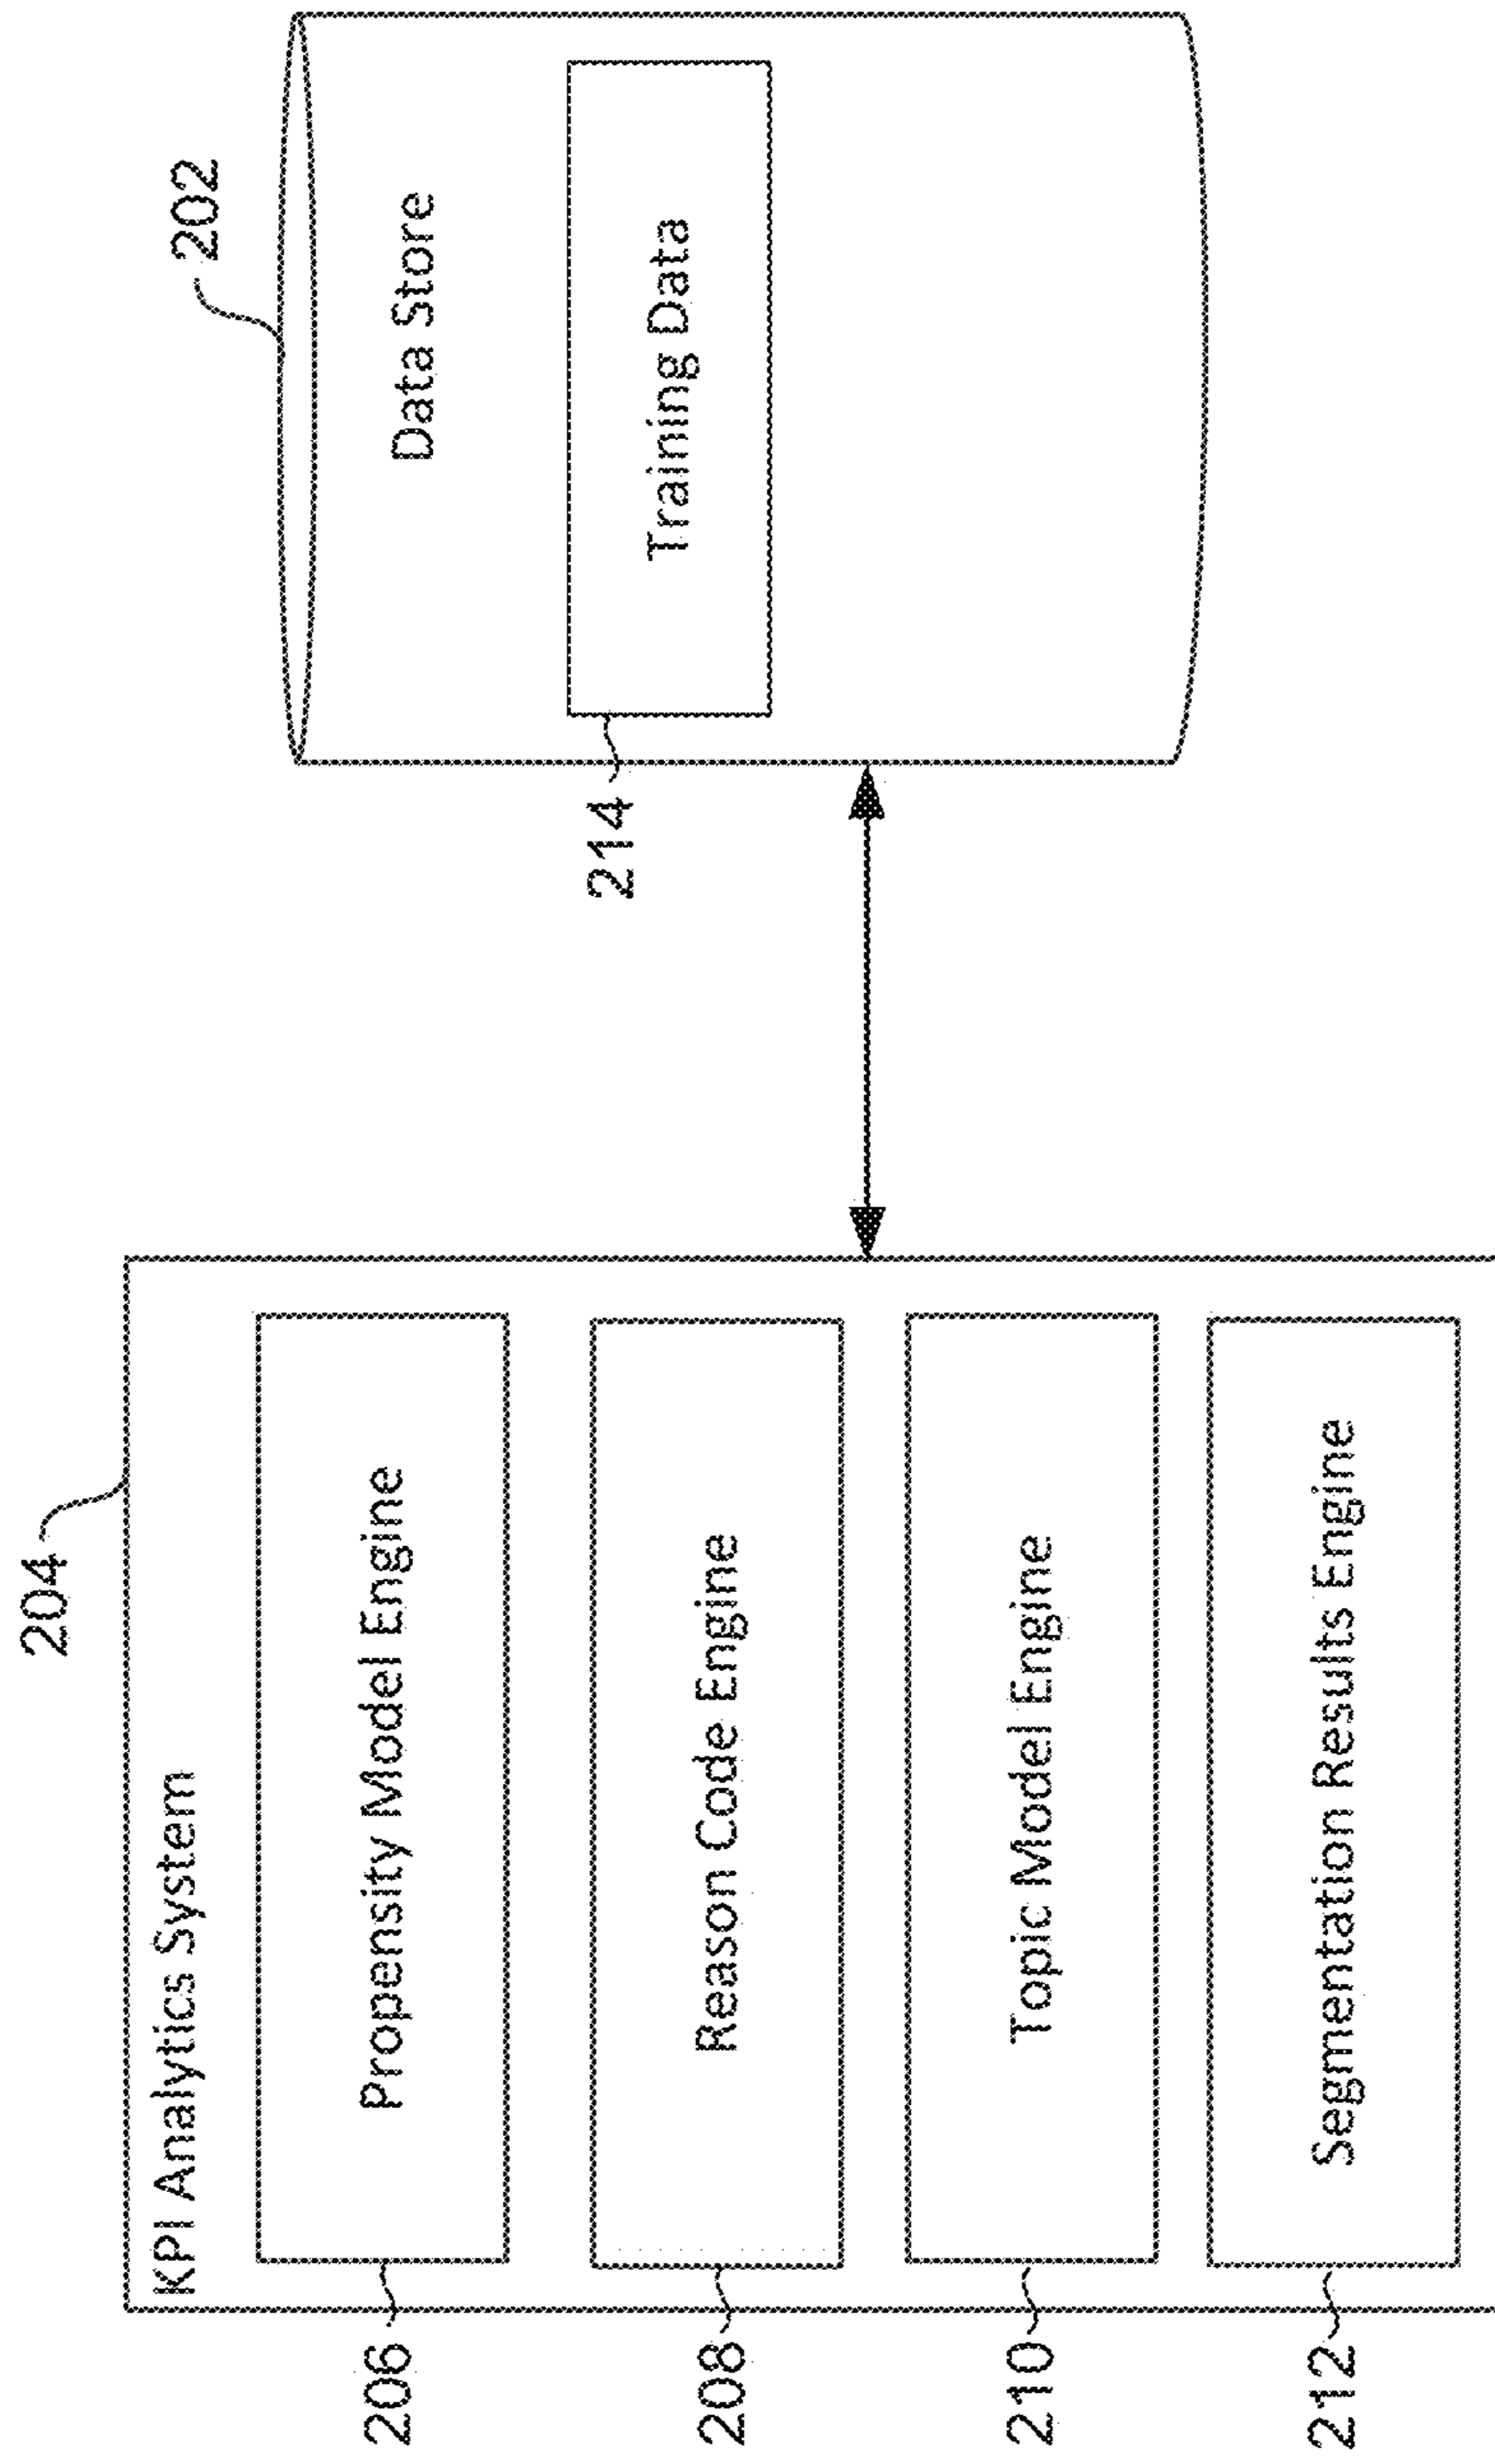 204
KPI Analytics System
206
Propensity Model Engine
208
Reason Code Engine
210
Topic Model Engine
212
Segmentation Results Engine
202
Data Store
214
Training Data